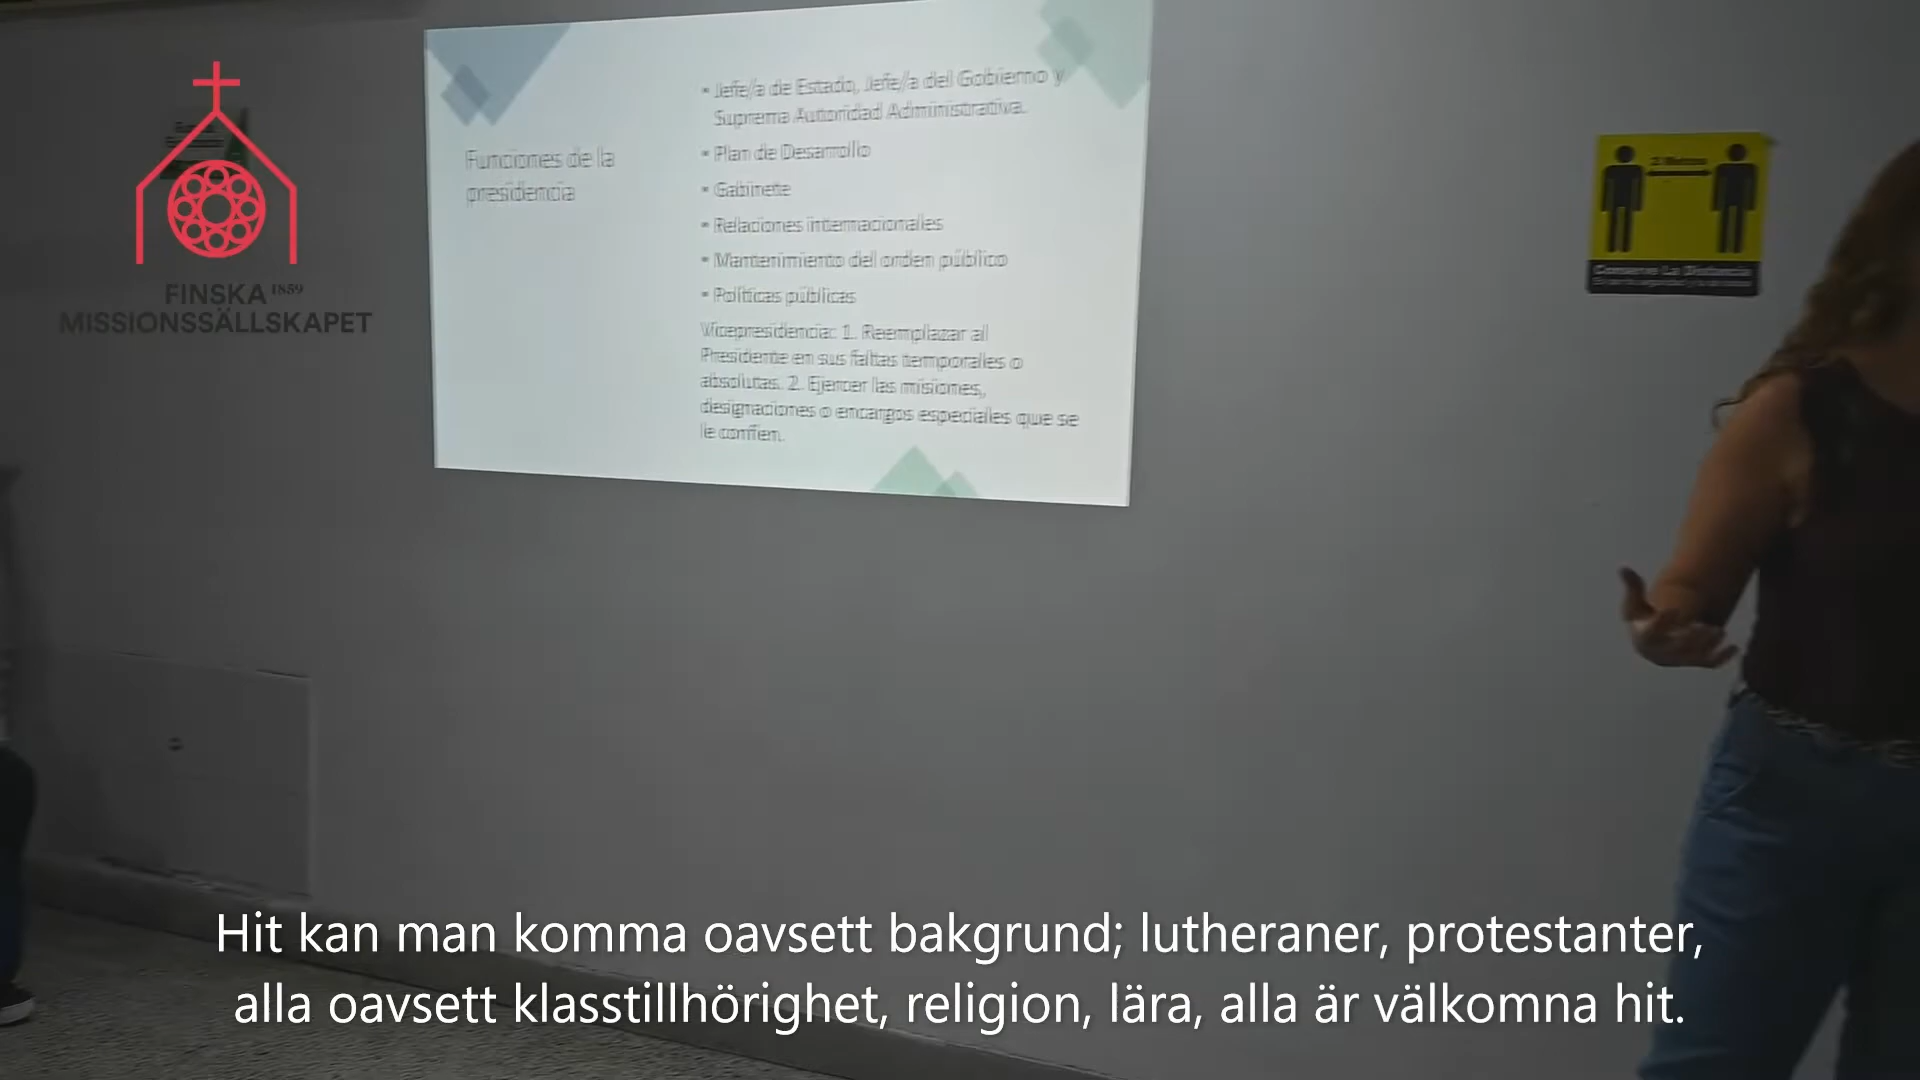 FINSKA 1859
MISSIONSSÄLLSKAPET
Funciones de la
presidencia
• Jefe/a de Estado, Jefe/a del Gobierno y
Suprema Autoridad Administrativa.
• Plan de Desarrollo
• Gabinete
• Relaciones internacionales
• Mantenimiento del orden público
• Políticas públicas
Vicepresidencia: 1. Reemplazar al
Presidente en sus faltas temporales o
absolutas. 2. Ejercer las misiones,
designaciones o encargos especiales que se
le confíen.
2 Metros
Conserve La Distancia
Hit kan man komma oavsett bakgrund; lutheraner, protestanter,
alla oavsett klasstillhörighet, religion, lära, alla är välkomna hit.